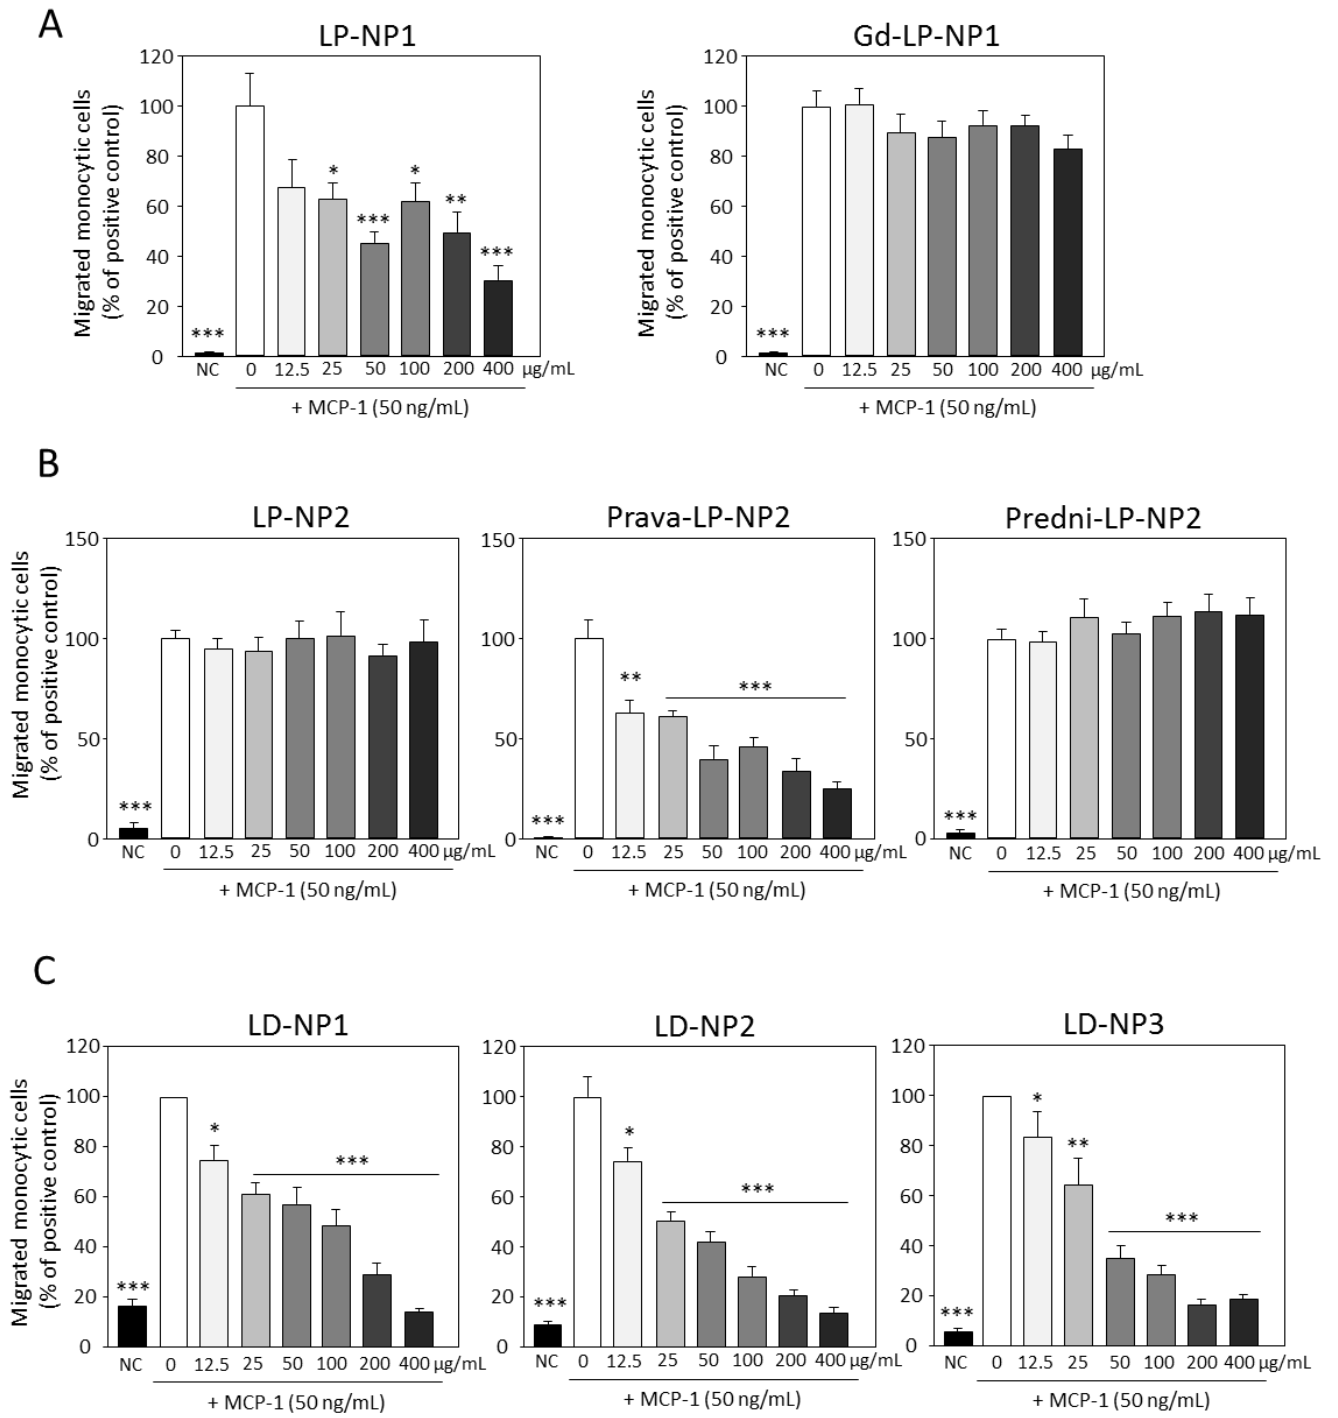 A
LP-NP1
Migrated monocytic cells
(% of positive control)
120
100
80
60
40
20
0
***
*
***
*
**
***
NC 0 12.5 25 50 100 200 400 µg/mL
+ MCP-1 (50 ng/mL)
Gd-LP-NP1
Migrated monocytic cells
(% of positive control)
120
100
80
60
40
20
0
***
NC 0 12.5 25 50 100 200 400 µg/mL
+ MCP-1 (50 ng/mL)
B
LP-NP2
Migrated monocytic cells
(% of positive control)
150
100
50
0
***
NC 0 12.5 25 50 100 200 400 µg/mL
+ MCP-1 (50 ng/mL)
Prava-LP-NP2
150
100
50
0
***
**
***
NC 0 12.5 25 50 100 200 400 µg/mL
+ MCP-1 (50 ng/mL)
Predni-LP-NP2
150
100
50
0
***
NC 0 12.5 25 50 100 200 400 µg/mL
+ MCP-1 (50 ng/mL)
C
LD-NP1
Migrated monocytic cells
(% of positive control)
120
100
80
60
40
20
0
***
*
***
NC 0 12.5 25 50 100 200 400 µg/mL
+ MCP-1 (50 ng/mL)
LD-NP2
120
100
80
60
40
20
0
***
*
***
NC 0 12.5 25 50 100 200 400 µg/mL
+ MCP-1 (50 ng/mL)
LD-NP3
120
100
80
60
40
20
0
***
*
**
***
NC 0 12.5 25 50 100 200 400 µg/mL
+ MCP-1 (50 ng/mL)